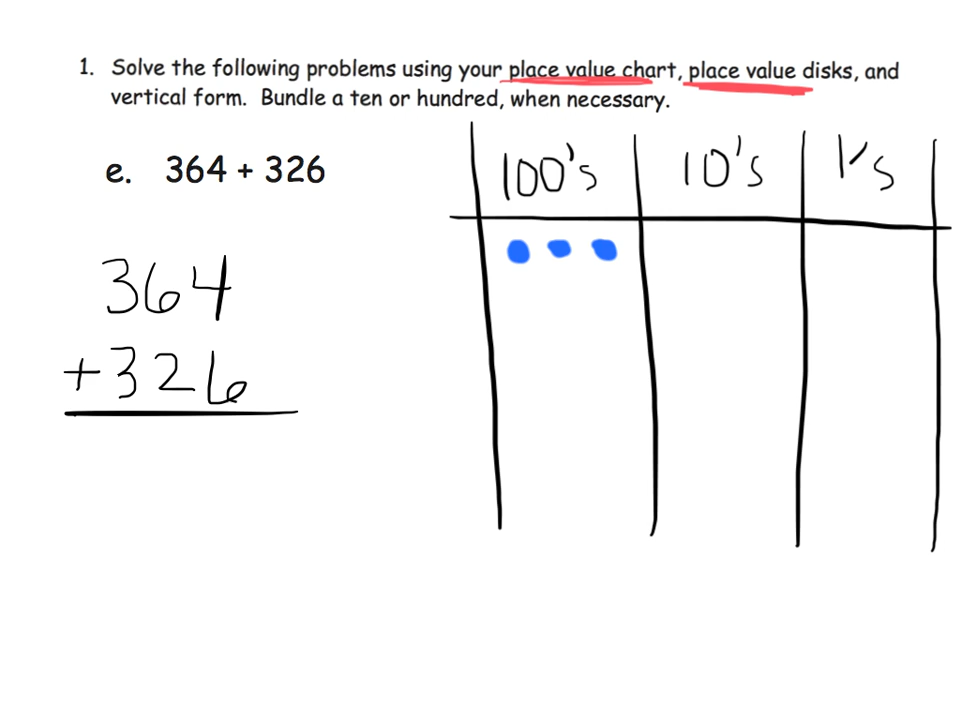 1. Solve the following problems using your place value chart, place value disks, and
vertical form. Bundle a ten or hundred, when necessary.
e. 364 + 326
100's 10's 1's
364
+326